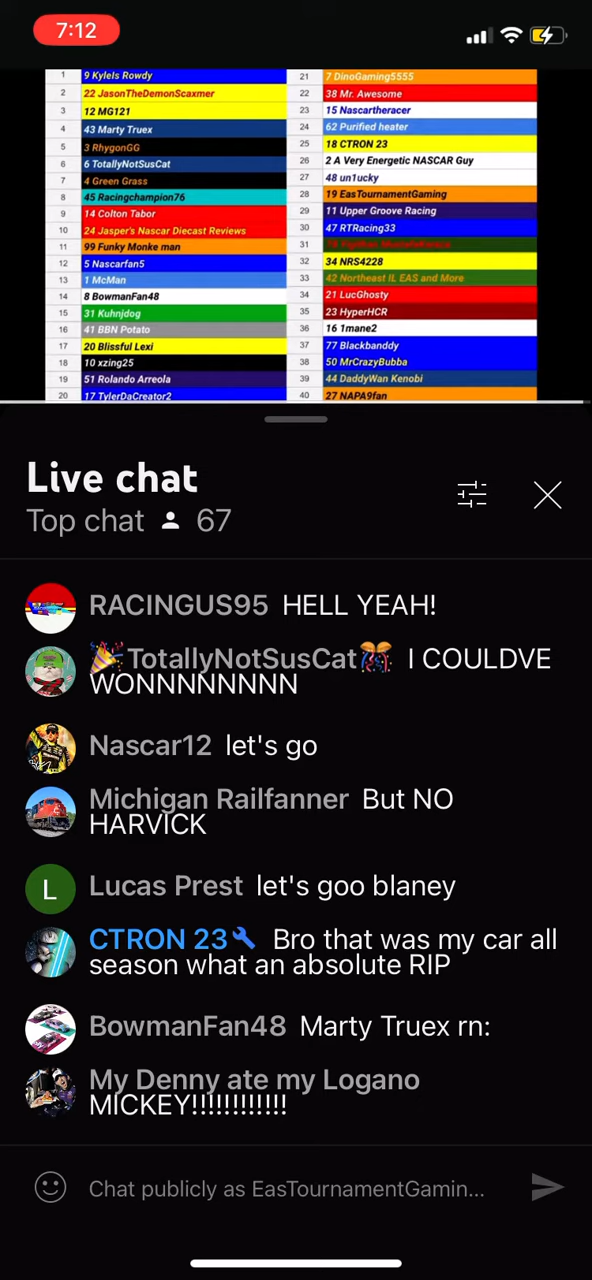 7:12
1 9 Kylels Rowdy
2 22 JasonTheDemonScaxmer
3 12 MG121
4 43 Marty Truex
5 3 RhygonGG
6 6 TotallyNotSusCat
7 4 Green Grass
8 45 Racingchampion76
9 14 Colton Tabor
10 24 Jasper's Nascar Diecast Reviews
11 99 Funky Monke man
12 5 Nascarfan5
13 1 McMan
14 8 BowmanFan48
15 31 Kuhnjdog
16 41 BBN Potato
17 20 Blissful Lexi
18 10 xzing25
19 51 Rolando Arreola
20 17 TylerDaCreator2
21 7 DinoGaming5555
22 38 Mr. Awesome
23 15 Nascartheracer
24 62 Purified heater
25 18 CTRON 23
26 2 A Very Energetic NASCAR Guy
27 48 un1ucky
28 19 EasTournamentGaming
29 11 Upper Groove Racing
30 47 RTRacing33
31
32 34 NRS4228
33 42 Northeast IL EAS and More
34 21 LucGhosty
35 23 HyperHCR
36 16 1mane2
37 77 Blackbanddy
38 50 MrCrazyBubba
39 44 DaddyWan Kenobi
40 27 NAPA9fan
Live chat
Top chat 67
RACINGUS95 HELL YEAH!
🎉TotallyNotSusCat🎊 I COULDVE
WONNNNNNNN
Nascar12 let's go
Michigan Railfanner But NO
HARVICK
L Lucas Prest let's goo blaney
CTRON 23🔧 Bro that was my car all
season what an absolute RIP
BowmanFan48 Marty Truex rn:
My Denny ate my Logano
MICKEY!!!!!!!!!!!!
Chat publicly as EasTournamentGamin...